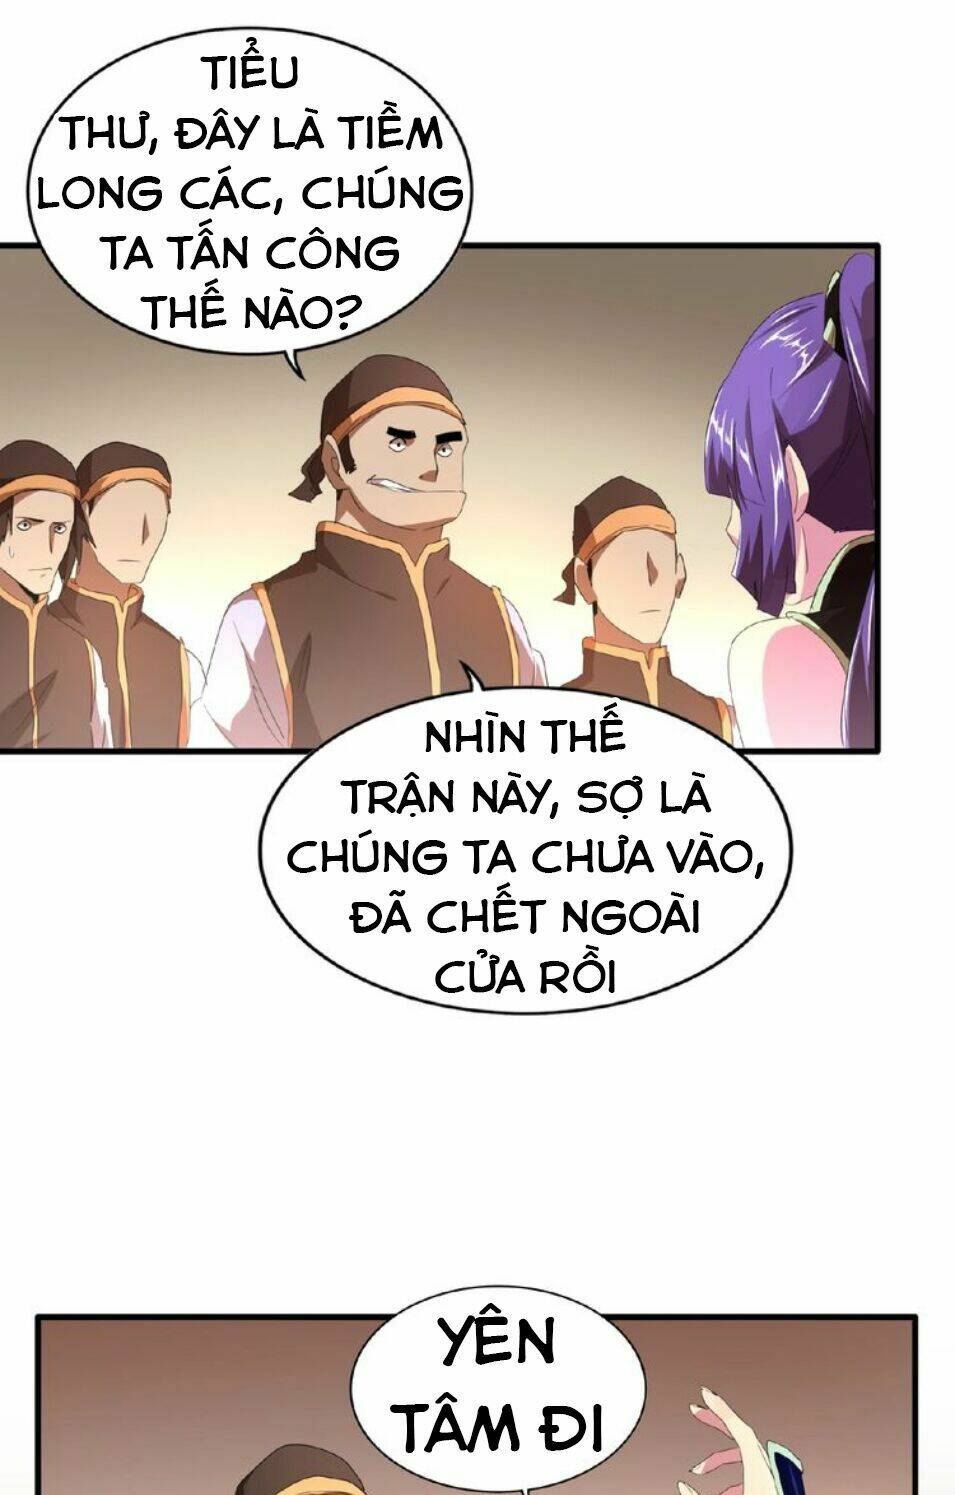 TIỂU
THƯ, ĐÂY LÀ TIỀM
LONG CÁC, CHÚNG
TA TẤN CÔNG
THẾ NÀO?
NHÌN THẾ
TRẬN NÀY, SỢ LÀ
CHÚNG TA CHƯA VÀO,
ĐÃ CHẾT NGOÀI
CỬA RỒI
YÊN
TÂM ĐI